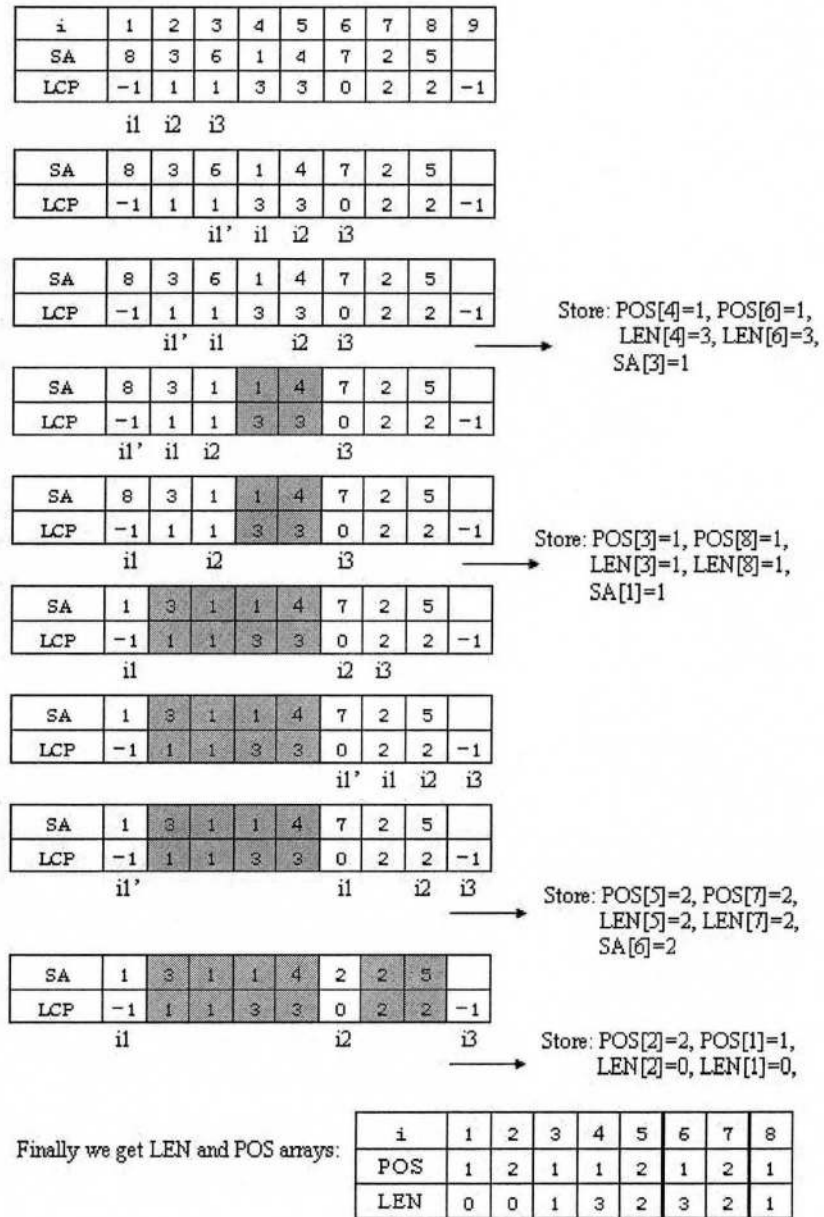 i 1 2 3 4 5 6 7 8 9
SA 8 3 6 1 4 7 2 5
LCP -1 1 1 3 3 0 2 2 -1
i1 i2 i3
SA 8 3 6 1 4 7 2 5
LCP -1 1 1 3 3 0 2 2 -1
i1' i1 i2 i3
SA 8 3 6 1 4 7 2 5
LCP -1 1 1 3 3 0 2 2 -1
i1' i1 i2 i3
Store: POS[4]=1, POS[6]=1,
LEN[4]=3, LEN[6]=3,
SA[3]=1
SA 8 3 1 1 4 7 2 5
LCP -1 1 1 3 3 0 2 2 -1
i1' i1 i2 i3
SA 8 3 1 1 4 7 2 5
LCP -1 1 1 3 3 0 2 2 -1
i1 i2 i3
Store: POS[3]=1, POS[8]=1,
LEN[3]=1, LEN[8]=1,
SA[1]=1
SA 1 3 1 1 4 7 2 5
LCP -1 1 1 3 3 0 2 2 -1
i1 i2 i3
SA 1 3 1 1 4 7 2 5
LCP -1 1 1 3 3 0 2 2 -1
i1' i1 i2 i3
SA 1 3 1 1 4 7 2 5
LCP -1 1 1 3 3 0 2 2 -1
i1' i1 i2 i3
Store: POS[5]=2, POS[7]=2,
LEN[5]=2, LEN[7]=2,
SA[6]=2
SA 1 3 1 1 4 2 2 5
LCP -1 1 1 3 3 0 2 2 -1
i1 i2 i3
Store: POS[2]=2, POS[1]=1,
LEN[2]=0, LEN[1]=0,
Finally we get LEN and POS arrays:
i 1 2 3 4 5 6 7 8
POS 1 2 1 1 2 1 2 1
LEN 0 0 1 3 2 3 2 1